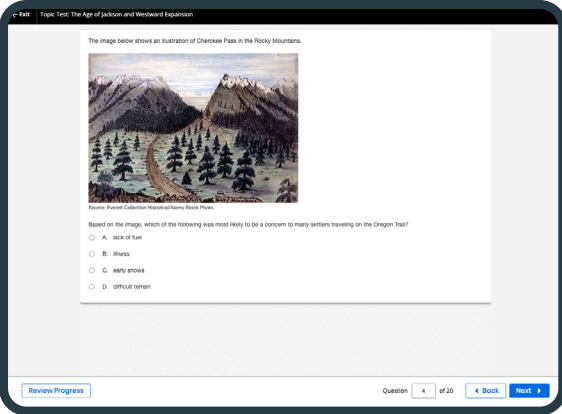 ← Exit Topic Test: The Age of Jackson and Westward Expansion
The image below shows an illustration of Cherokee Pass in the Rocky Mountains.
Source: Everett Collection Historical/Alamy Stock Photo
Based on the image, which of the following was most likely to be a concern to many settlers traveling on the Oregon Trail?
A. lack of fuel
B. illness
C. early snows
D. difficult terrain
Review Progress Question 4 of 20 Back Next